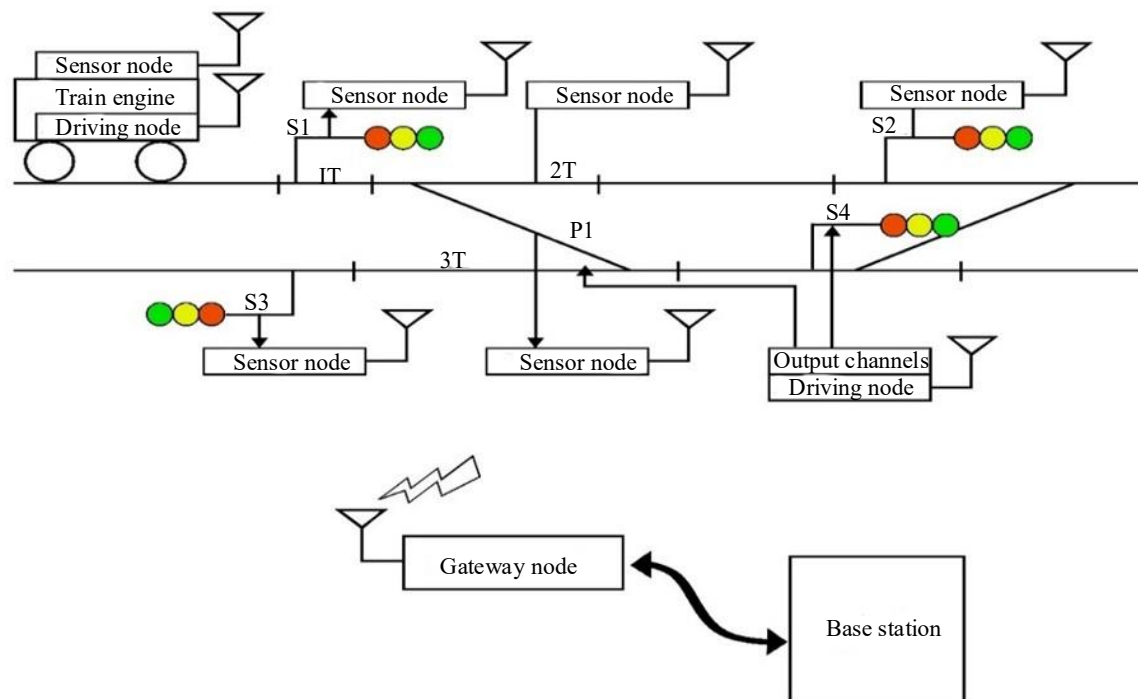 Sensor node
Train engine
Driving node
Sensor node
Sensor node
Sensor node
S1
S2
IT
2T
S4
P1
3T
S3
Sensor node
Sensor node
Output channels
Driving node
Gateway node
Base station